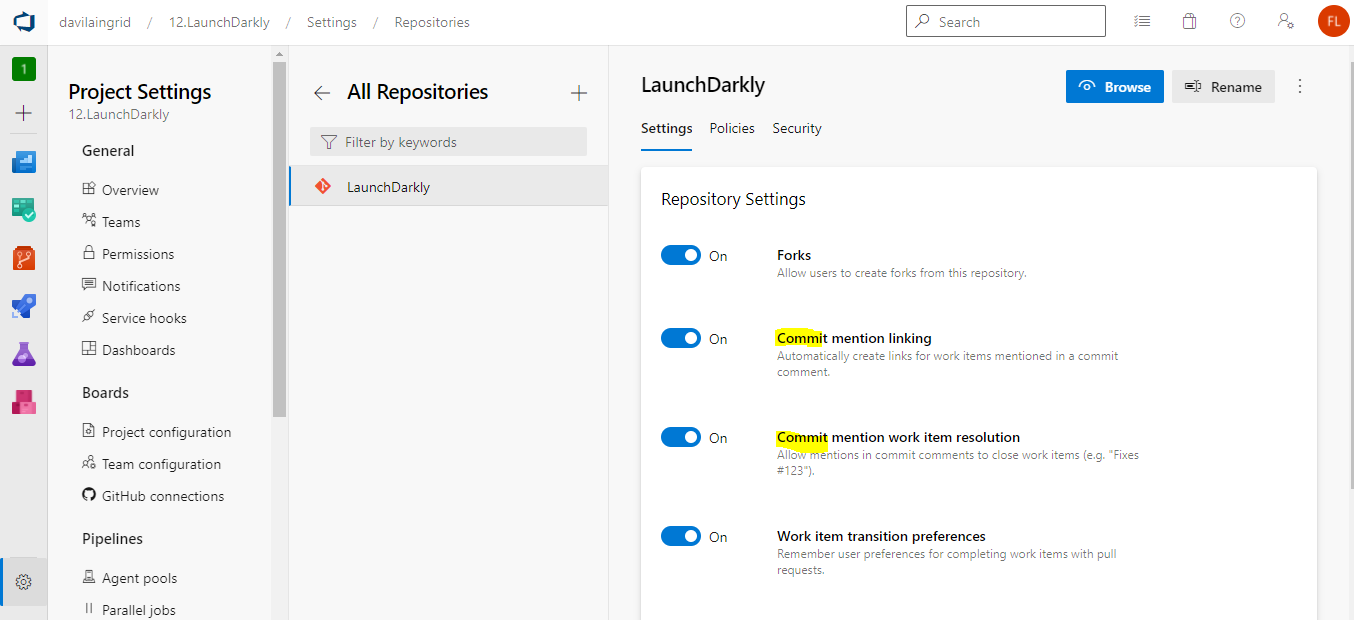 davilaingrid / 12.LaunchDarkly / Settings / Repositories
Search
FL
1
Project Settings
12.LaunchDarkly
General
Overview
Teams
Permissions
Notifications
Service hooks
Dashboards
Boards
Project configuration
Team configuration
GitHub connections
Pipelines
Agent pools
Parallel jobs
All Repositories
Filter by keywords
LaunchDarkly
LaunchDarkly
Browse
Rename
Settings
Policies
Security
Repository Settings
On
Forks
Allow users to create forks from this repository.
On
Commit mention linking
Automatically create links for work items mentioned in a commit
comment.
On
Commit mention work item resolution
Allow mentions in commit comments to close work items (e.g. "Fixes
#123").
On
Work item transition preferences
Remember user preferences for completing work items with pull
requests.